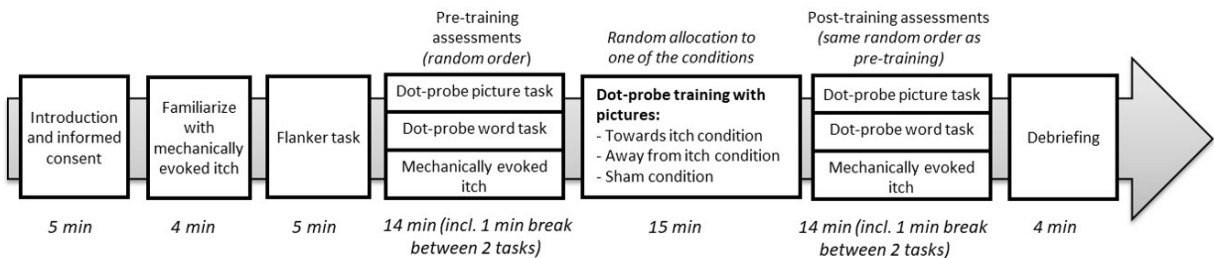 Pre-training
assessments
(random order)
Random allocation to
one of the conditions
Post-training assessments
(same random order as
pre-training)
Introduction
and informed
consent
Familiarize
with
mechanically
evoked itch
Flanker task
Dot-probe picture task
Dot-probe word task
Mechanically evoked
itch
Dot-probe training with
pictures:
- Towards itch condition
- Away from itch condition
- Sham condition
Dot-probe picture task
Dot-probe word task
Mechanically evoked
itch
Debriefing
5 min
4 min
5 min
14 min (incl. 1 min break
between 2 tasks)
15 min
14 min (incl. 1 min break
between 2 tasks)
4 min